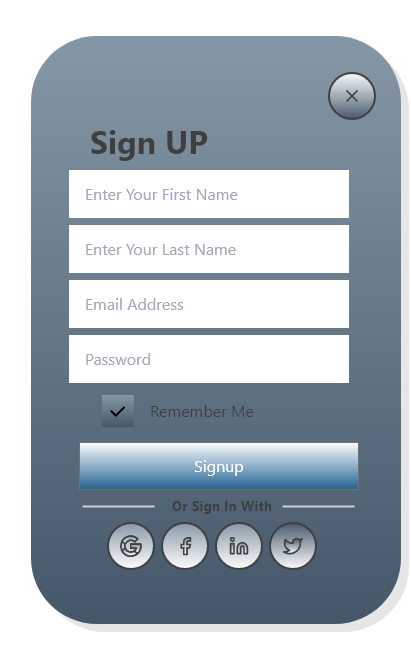 Sign UP
Enter Your First Name
Enter Your Last Name
Email Address
Password
Remember Me
Signup
Or Sign In With